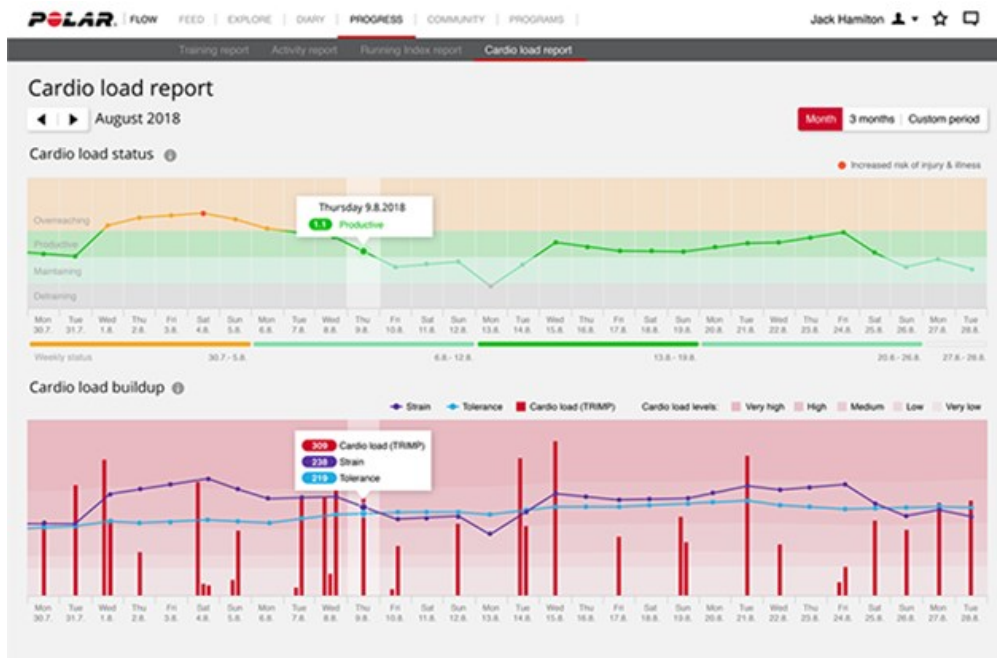 POLAR. FLOW FEED EXPLORE DIARY PROGRESS COMMUNITY PROGRAMS Jack Hamilton
Training report Activity report Running Index report Cardio load report
Cardio load report
August 2018 Month 3 months Custom period
Cardio load status
Increased risk of injury & illness
Thursday 9.8.2018
1.1 Productive
Overreaching
Productive
Maintaining
Detraining
Mon Tue Wed Thu Fri Sat Sun Mon Tue Wed Thu Fri Sat Sun Mon Tue Wed Thu Fri Sat Sun Mon Tue Wed Thu Fri Sat Sun Mon Tue
30.7. 31.7. 1.8. 2.8. 3.8. 4.8. 5.8. 6.8. 7.8. 8.8. 9.8. 10.8. 11.8. 12.8. 13.8. 14.8. 15.8. 16.8. 17.8. 18.8. 19.8. 20.8. 21.8. 22.8. 23.8. 24.8. 25.8. 26.8. 27.8. 28.8.
Weekly status 30.7.- 5.8. 6.8.- 12.8. 13.8.- 19.8. 20.8.- 26.8. 27.8.- 28.8.
Cardio load buildup
Strain Tolerance Cardio load (TRIMP) Cardio load levels: Very high High Medium Low Very low
309 Cardio load (TRIMP)
238 Strain
219 Tolerance
Mon Tue Wed Thu Fri Sat Sun Mon Tue Wed Thu Fri Sat Sun Mon Tue Wed Thu Fri Sat Sun Mon Tue Wed Thu Fri Sat Sun Mon Tue
30.7. 31.7. 1.8. 2.8. 3.8. 4.8. 5.8. 6.8. 7.8. 8.8. 9.8. 10.8. 11.8. 12.8. 13.8. 14.8. 15.8. 16.8. 17.8. 18.8. 19.8. 20.8. 21.8. 22.8. 23.8. 24.8. 25.8. 26.8. 27.8. 28.8.